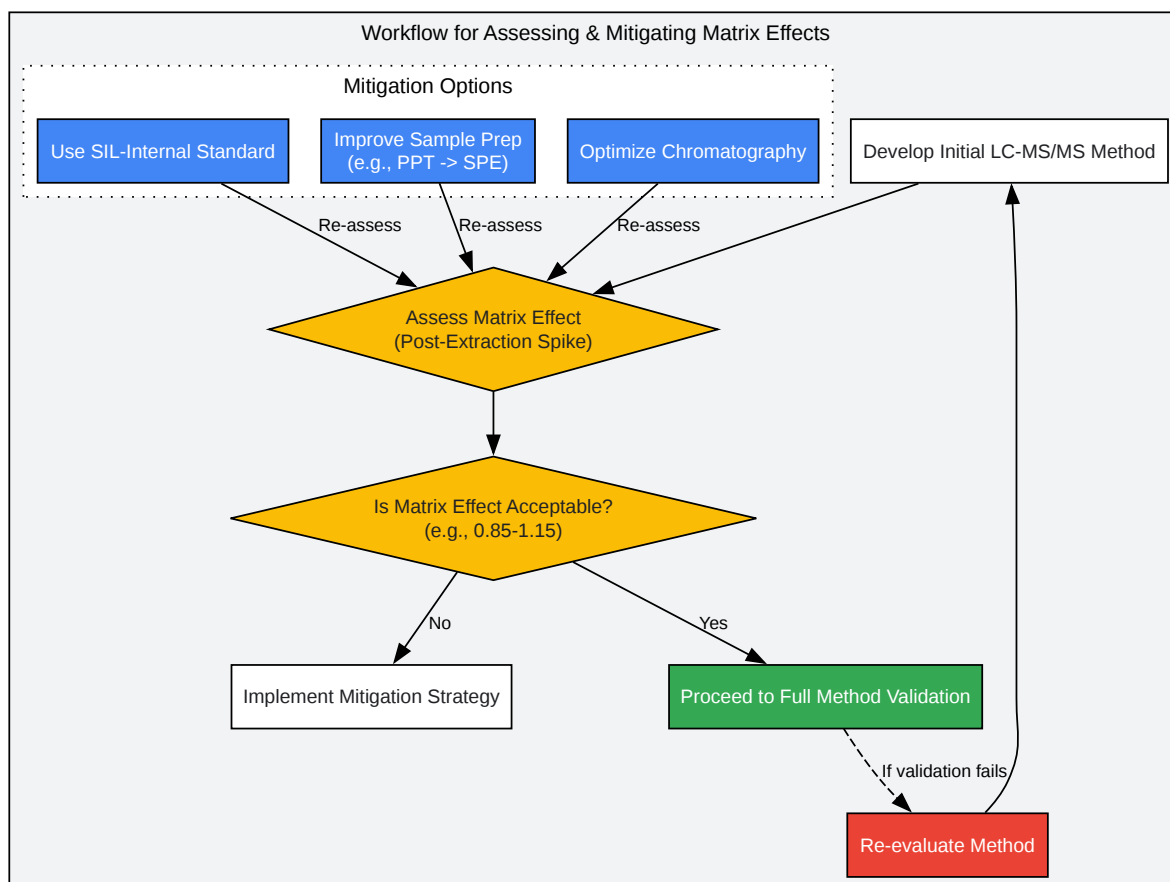 Workflow for Assessing & Mitigating Matrix Effects
Mitigation Options
Use SIL-Internal Standard
Improve Sample Prep
(e.g., PPT -> SPE)
Optimize Chromatography
Develop Initial LC-MS/MS Method
Re-assess
Re-assess
Re-assess
Assess Matrix Effect
(Post-Extraction Spike)
Is Matrix Effect Acceptable?
(e.g., 0.85-1.15)
No
Yes
Implement Mitigation Strategy
Proceed to Full Method Validation
If validation fails
Re-evaluate Method